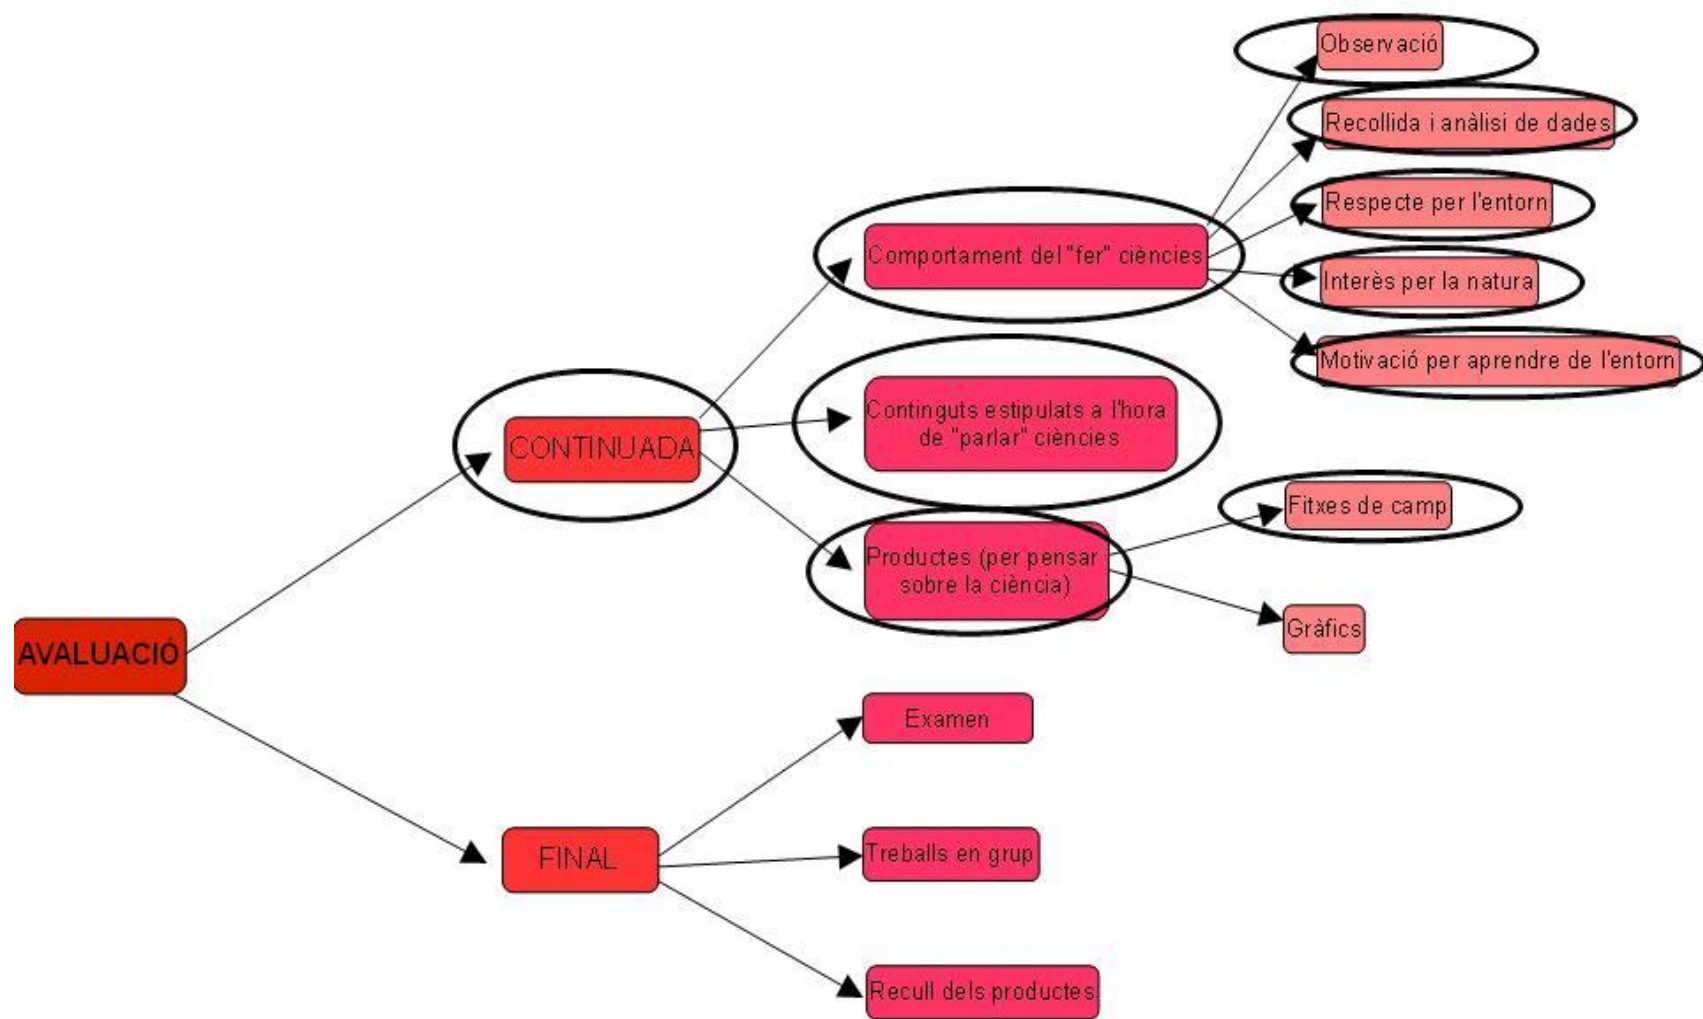 Observació
Recollida i anàlisi de dades
Respecte per l'entorn
Comportament del "fer" ciències
Interès per la natura
Motivació per aprendre de l'entorn
Continguts estipulats a l'hora
de "parlar" ciències
CONTINUADA
Fitxes de camp
Productes (per pensar
sobre la ciència)
Gràfics
AVALUACIÓ
Examen
FINAL
Treballs en grup
Recull dels productes